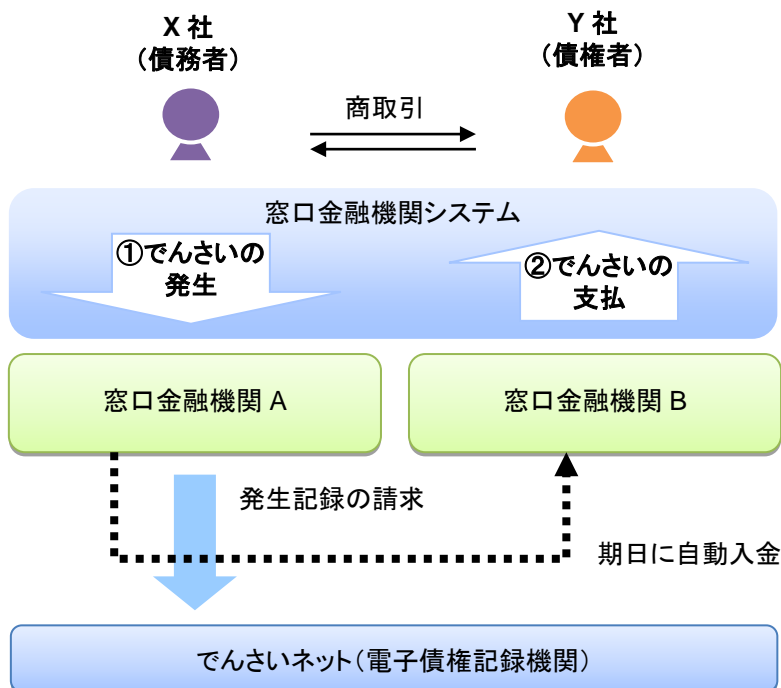 X 社
（債務者）
Y 社
（債権者）
商取引
窓口金融機関システム
①でんさいの
発生
②でんさいの
支払
窓口金融機関 A
窓口金融機関 B
発生記録の請求
期日に自動入金
でんさいネット（電子債権記録機関）